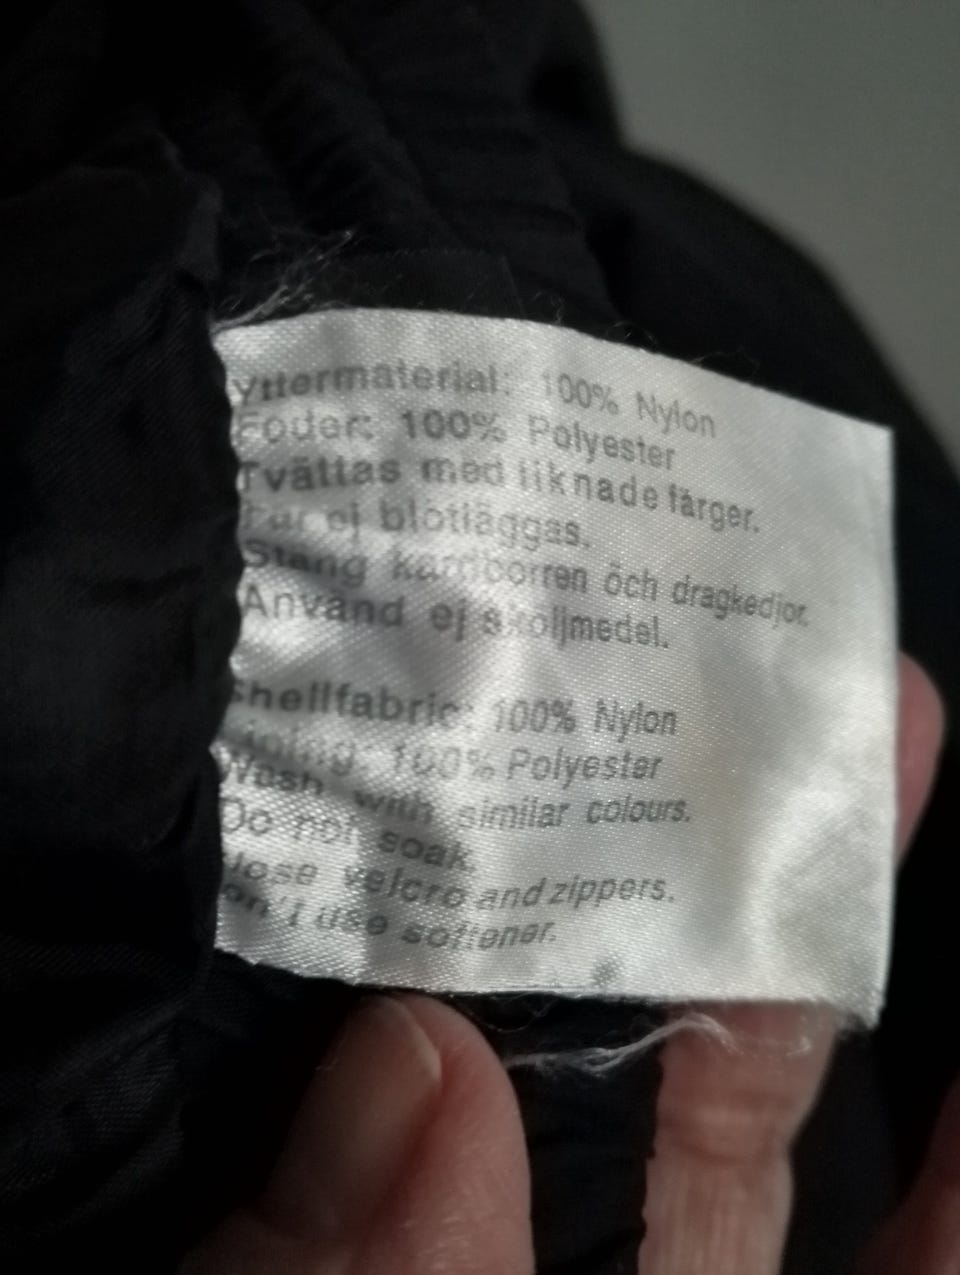 Yttermaterial: 100% Nylon
Foder: 100% Polyester
Tvättas med liknade färger.
Får ej blötläggas.
Stäng kardborren öch dragkedjor.
Använd ej sköljmedel.
Shellfabric: 100% Nylon
Lining: 100% Polyester
Wash with similar colours.
Do not soak.
Close velcro and zippers.
Don't use softener.